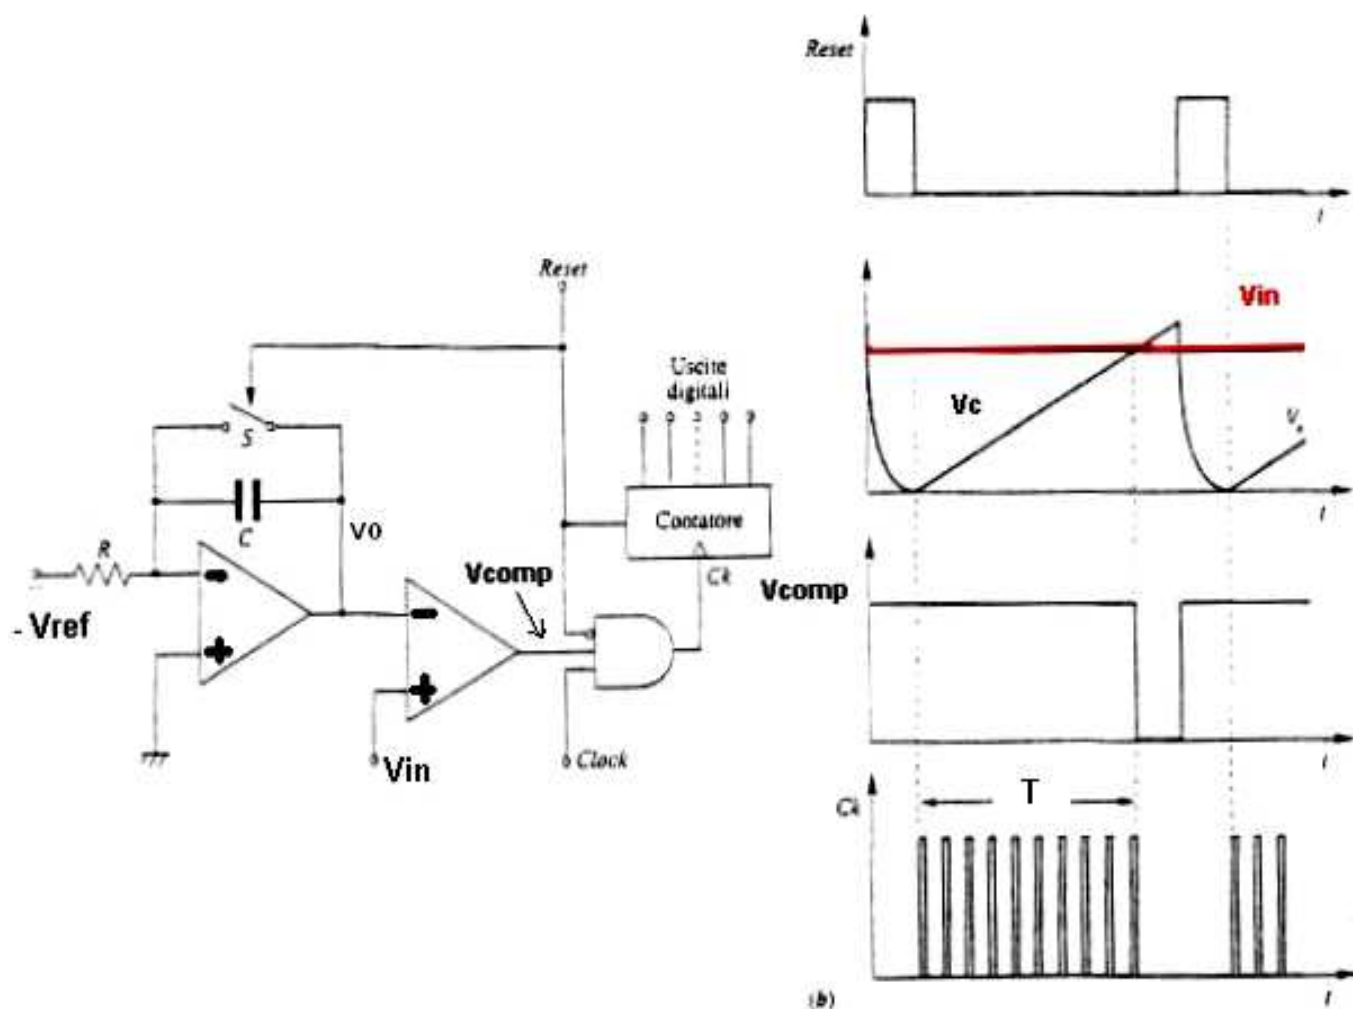 Reset
t
Reset
Vin
Uscite
digitali
S
Vc
C
V0
R
Contatore
t
Ck
Vcomp
Vcomp
- Vref
- 
+
-
+
Vin
Clock
t
Ck
T
(b)
t